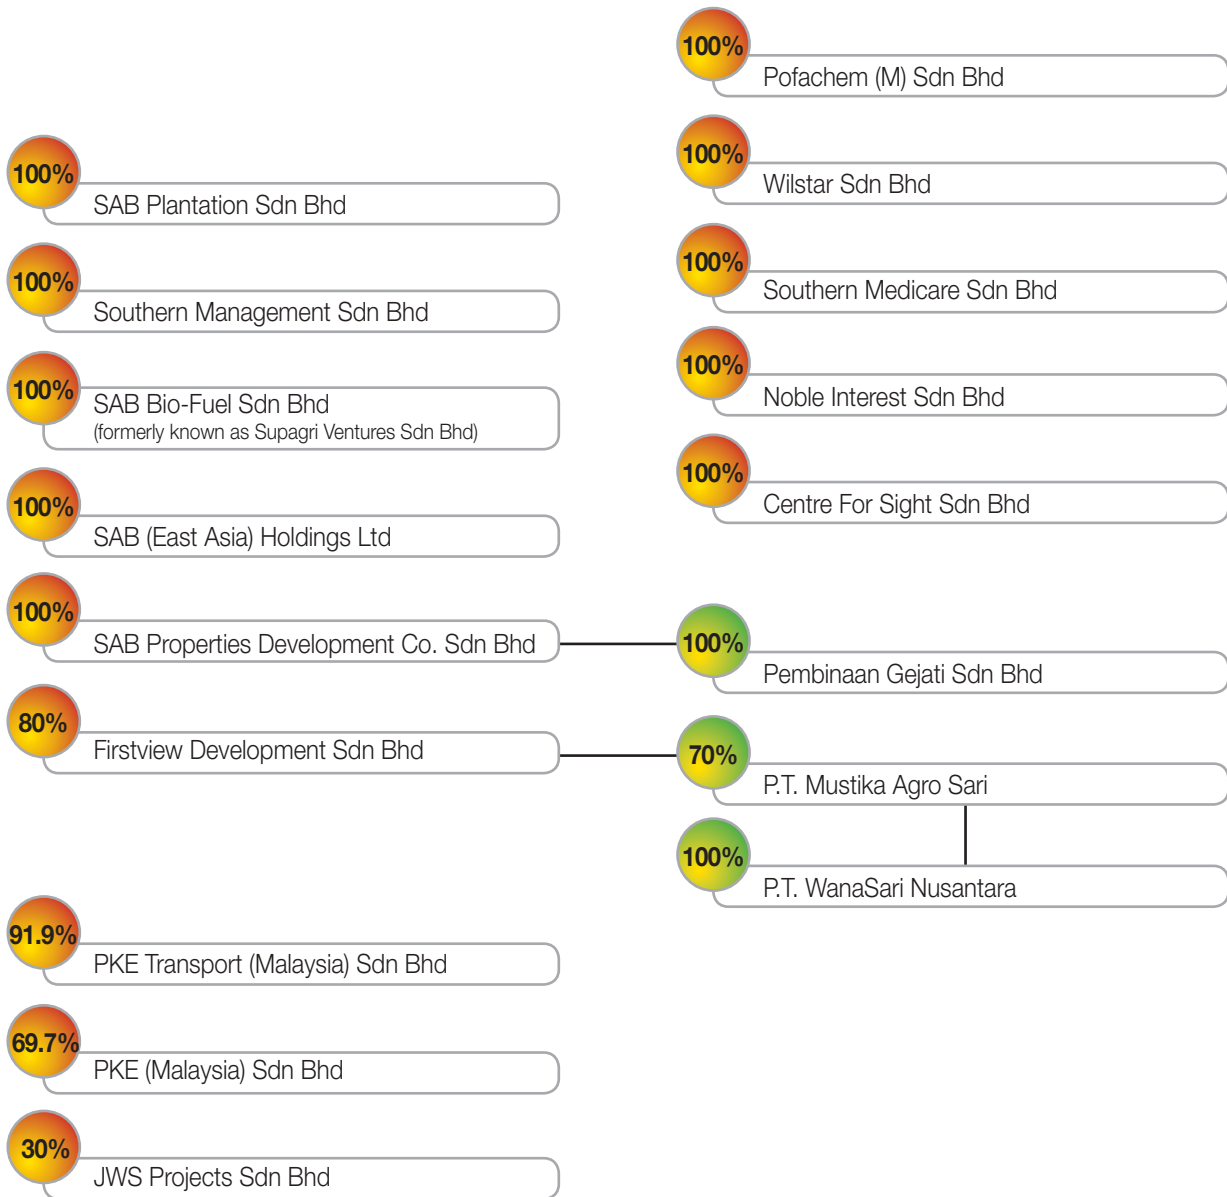 100%
SAB Plantation Sdn Bhd
100%
Southern Management Sdn Bhd
100%
SAB Bio-Fuel Sdn Bhd
(formerly known as Supagri Ventures Sdn Bhd)
100%
SAB (East Asia) Holdings Ltd
100%
SAB Properties Development Co. Sdn Bhd
80%
Firstview Development Sdn Bhd
91.9%
PKE Transport (Malaysia) Sdn Bhd
69.7%
PKE (Malaysia) Sdn Bhd
30%
JWS Projects Sdn Bhd
100%
Pofachem (M) Sdn Bhd
100%
Wilstar Sdn Bhd
100%
Southern Medicare Sdn Bhd
100%
Noble Interest Sdn Bhd
100%
Centre For Sight Sdn Bhd
100%
Pembinaan Gejati Sdn Bhd
70%
P.T. Mustika Agro Sari
100%
P.T. WanaSari Nusantara